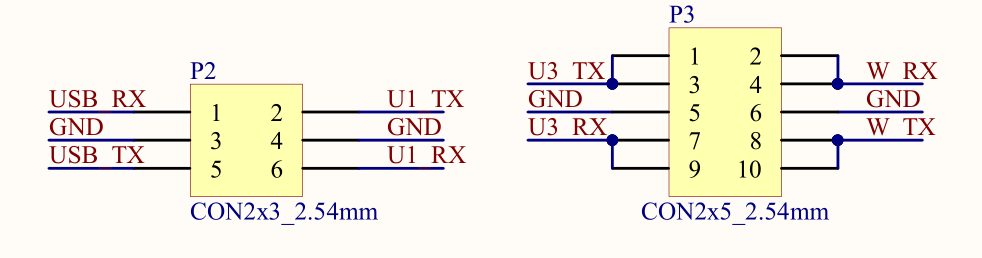 P3
P2
1 2
U3_TX 3 4 W_RX
USB_RX 1 2 U1_TX
GND 5 6 GND
GND 3 4 GND
U3_RX 7 8 W_TX
USB_TX 5 6 U1_RX
9 10
CON2x3_2.54mm
CON2x5_2.54mm